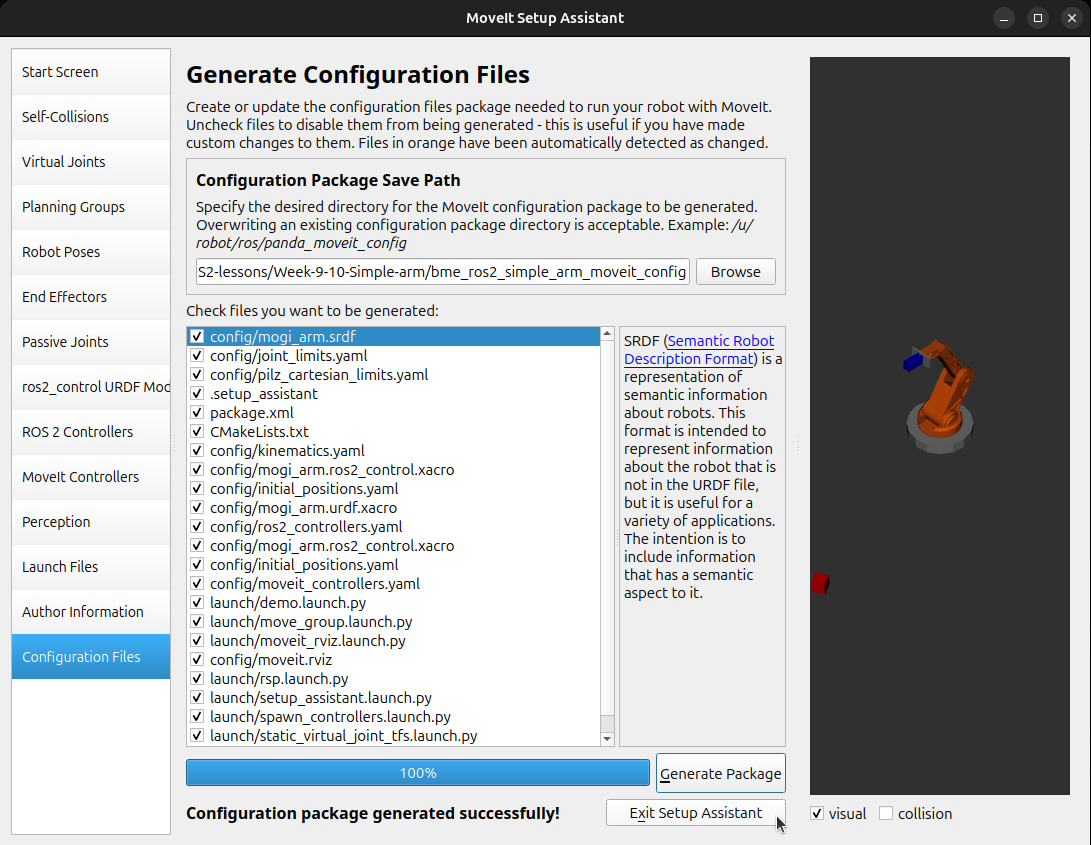 MoveIt Setup Assistant
Start Screen
Self-Collisions
Virtual Joints
Planning Groups
Robot Poses
End Effectors
Passive Joints
ros2_control URDF Mod
ROS 2 Controllers
MoveIt Controllers
Perception
Launch Files
Author Information
Configuration Files
Generate Configuration Files
Create or update the configuration files package needed to run your robot with MoveIt.
Uncheck files to disable them from being generated - this is useful if you have made
custom changes to them. Files in orange have been automatically detected as changed.
Configuration Package Save Path
Specify the desired directory for the MoveIt configuration package to be generated.
Overwriting an existing configuration package directory is acceptable. Example: /u/
robot/ros/panda_moveit_config
S2-lessons/Week-9-10-Simple-arm/bme_ros2_simple_arm_moveit_config
Browse
Check files you want to be generated:
config/mogi_arm.srdf
config/joint_limits.yaml
config/pilz_cartesian_limits.yaml
.setup_assistant
package.xml
CMakeLists.txt
config/kinematics.yaml
config/mogi_arm.ros2_control.xacro
config/initial_positions.yaml
config/mogi_arm.urdf.xacro
config/ros2_controllers.yaml
config/mogi_arm.ros2_control.xacro
config/initial_positions.yaml
config/moveit_controllers.yaml
launch/demo.launch.py
launch/move_group.launch.py
launch/moveit_rviz.launch.py
config/moveit.rviz
launch/rsp.launch.py
launch/setup_assistant.launch.py
launch/spawn_controllers.launch.py
launch/static_virtual_joint_tfs.launch.py
SRDF (Semantic Robot
Description Format) is a
representation of
semantic information
about robots. This
format is intended to
represent information
about the robot that is
not in the URDF file,
but it is useful for a
variety of applications.
The intention is to
include information
that has a semantic
aspect to it.
100%
Generate Package
Configuration package generated successfully!
Exit Setup Assistant
visual
collision